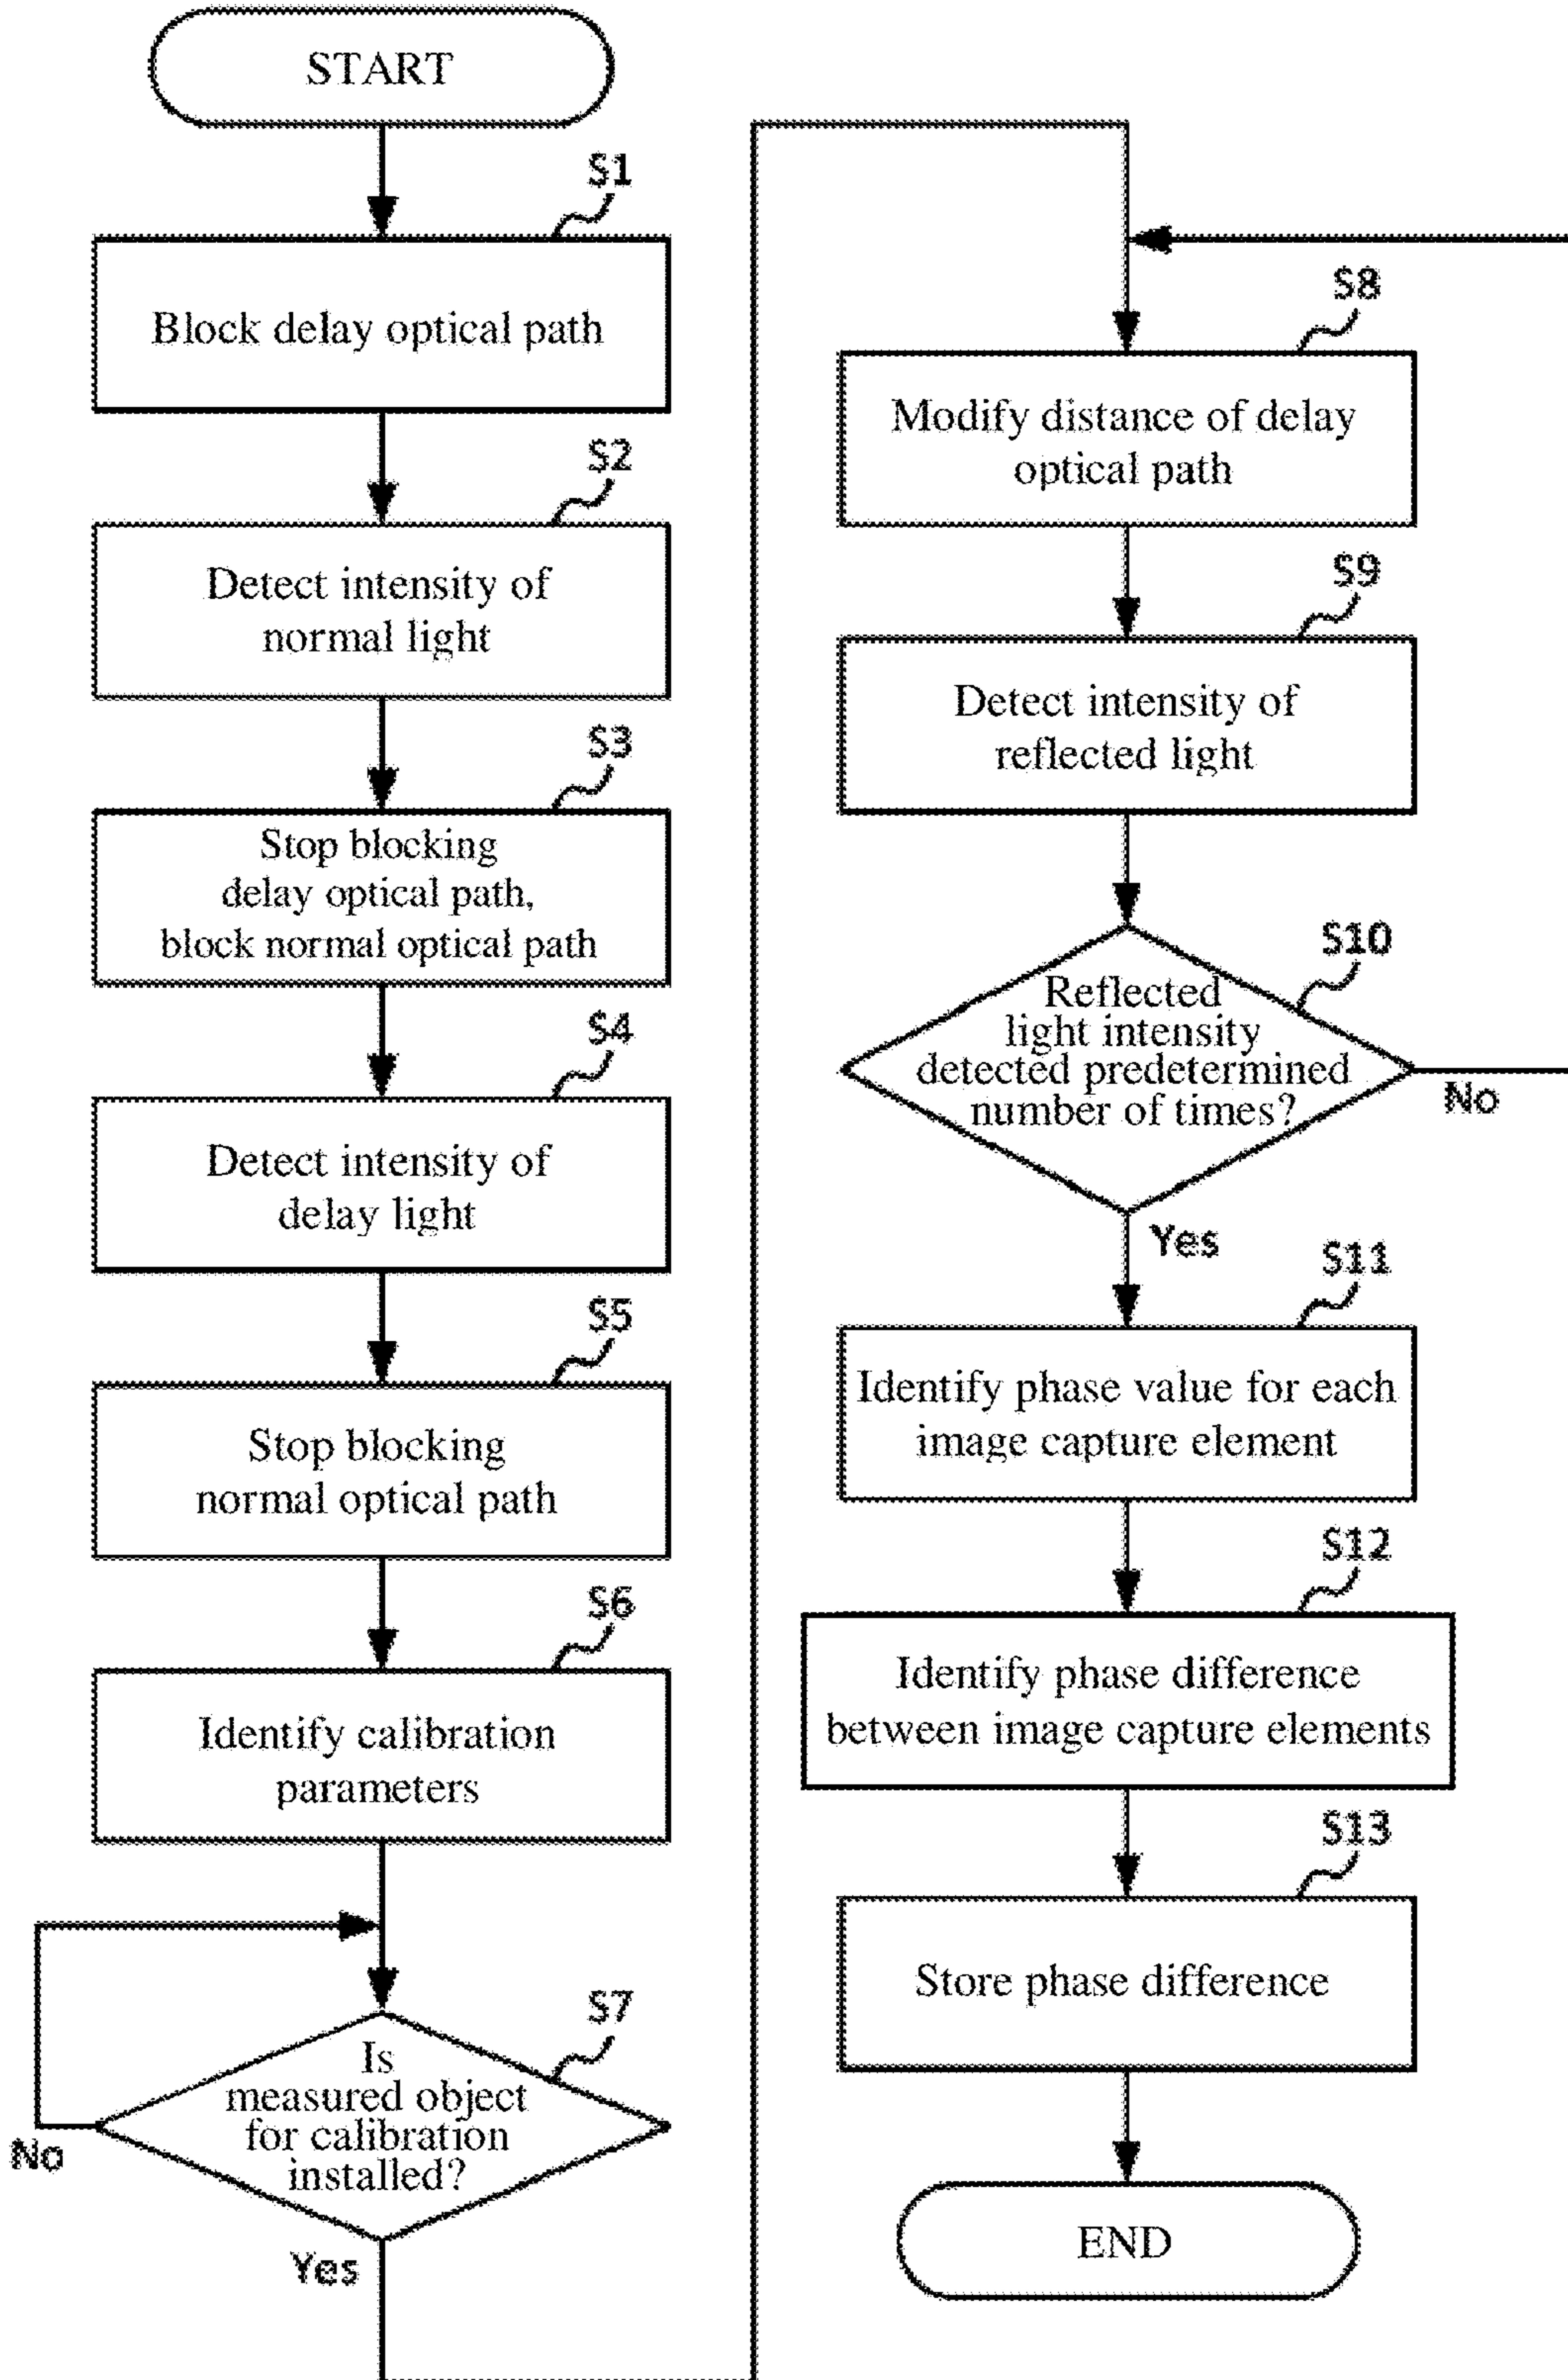 START
S1
Block delay optical path
S2
Detect intensity of
normal light
S3
Stop blocking
delay optical path,
block normal optical path
S4
Detect intensity of
delay light
S5
Stop blocking
normal optical path
S6
Identify calibration
parameters
S7
Is
measured object
for calibration
installed?
No
Yes
S8
Modify distance of delay
optical path
S9
Detect intensity of
reflected light
S10
Reflected
light intensity
detected predetermined
number of times?
No
Yes
S11
Identify phase value for each
image capture element
S12
Identify phase difference
between image capture elements
S13
Store phase difference
END